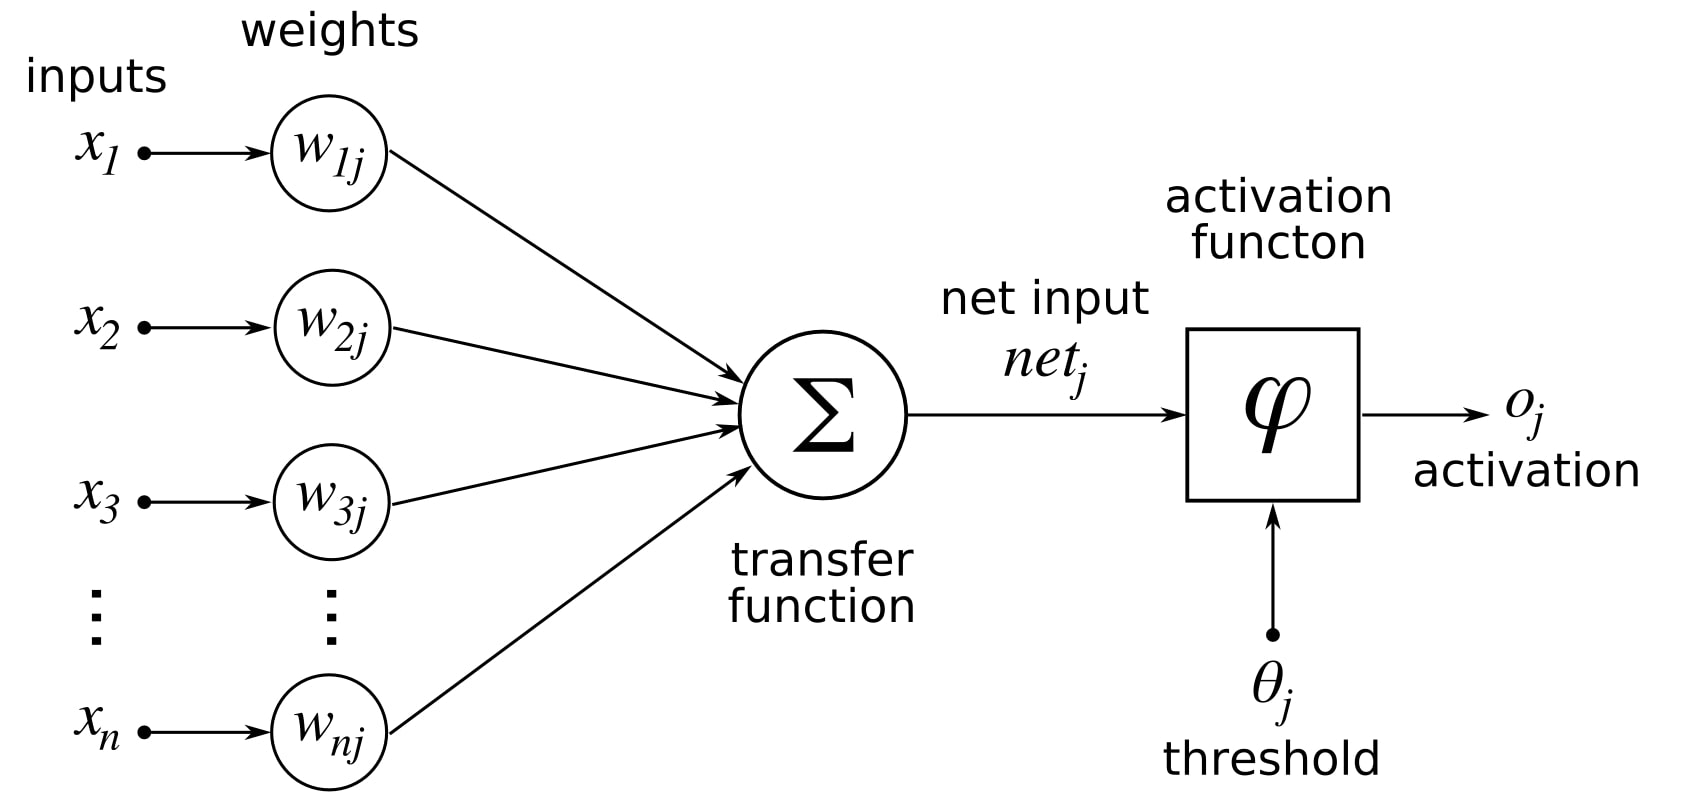 weights
inputs
x1
w1j
x2
w2j
x3
w3j
⋮
⋮
xn
wnj
Σ
transfer
function
net input
netj
activation
functon
φ
oj
activation
θj
threshold